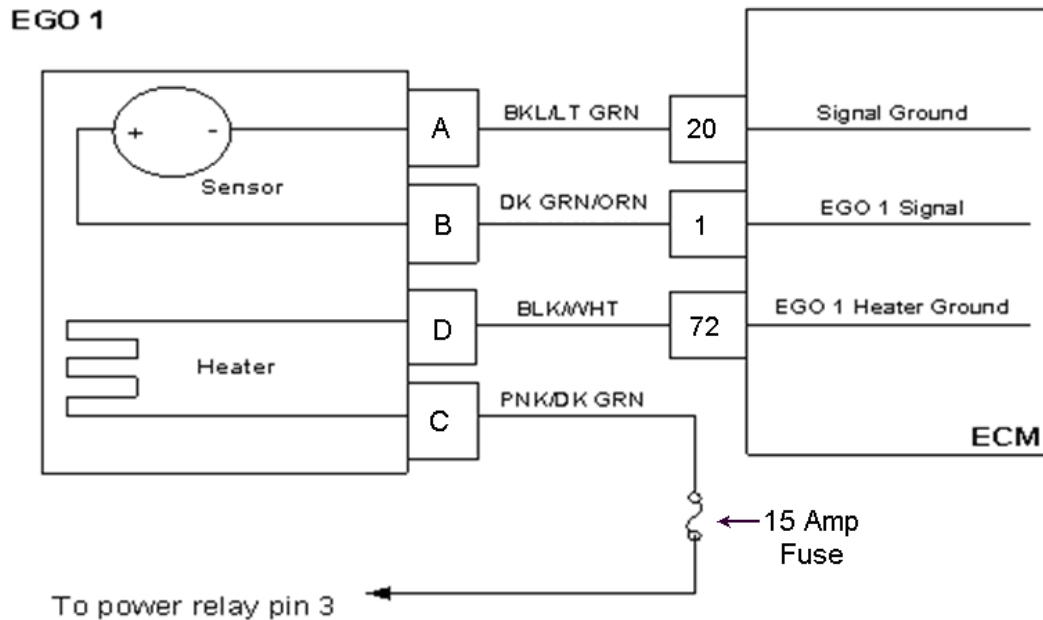 EGO 1
+ -
Sensor
A
BKL/LT GRN
20
Signal Ground
B
DK GRN/ORN
1
EGO 1 Signal
D
BLK/WHT
72
EGO 1 Heater Ground
Heater
C
PNK/DK GRN
ECM
15 Amp
Fuse
To power relay pin 3